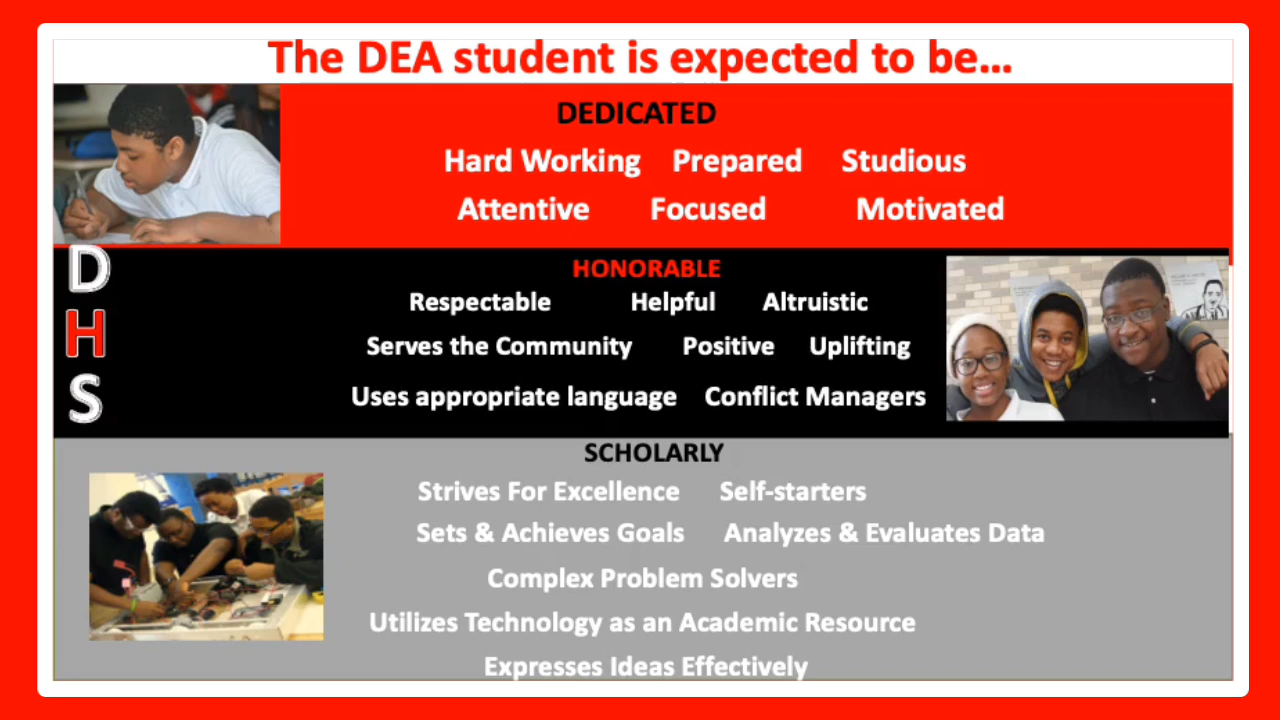 The DEA student is expected to be...
DEDICATED
Hard Working Prepared Studious
Attentive Focused Motivated
D
H
S
HONORABLE
Respectable Helpful Altruistic
Serves the Community Positive Uplifting
Uses appropriate language Conflict Managers
SCHOLARLY
Strives For Excellence Self-starters
Sets & Achieves Goals Analyzes & Evaluates Data
Complex Problem Solvers
Utilizes Technology as an Academic Resource
Expresses Ideas Effectively